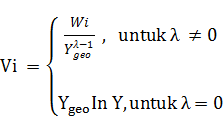 Vi = { Wi / Y_geo^(λ−1) , untuk λ ≠ 0
Y_geo In Y, untuk λ = 0